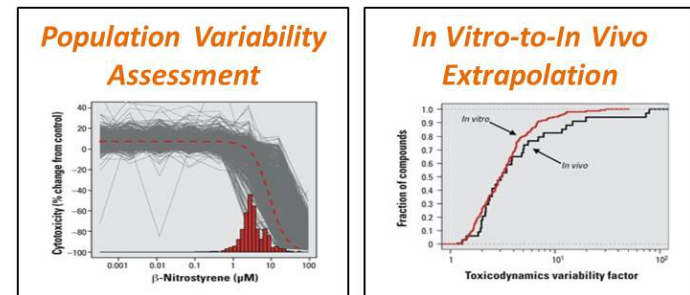 Population Variability
Assessment
Cytotoxicity (% change from control)
40
20
0
-20
-40
-60
-80
-100
0.001 0.01 0.1 1 10 100
β-Nitrostyrene (μM)
In Vitro-to-In Vivo
Extrapolation
Fraction of compounds
1.0
0.9
0.8
0.7
0.6
0.5
0.4
0.3
0.2
0.1
0
In vitro
In vivo
1 10 10²
Toxicodynamics variability factor